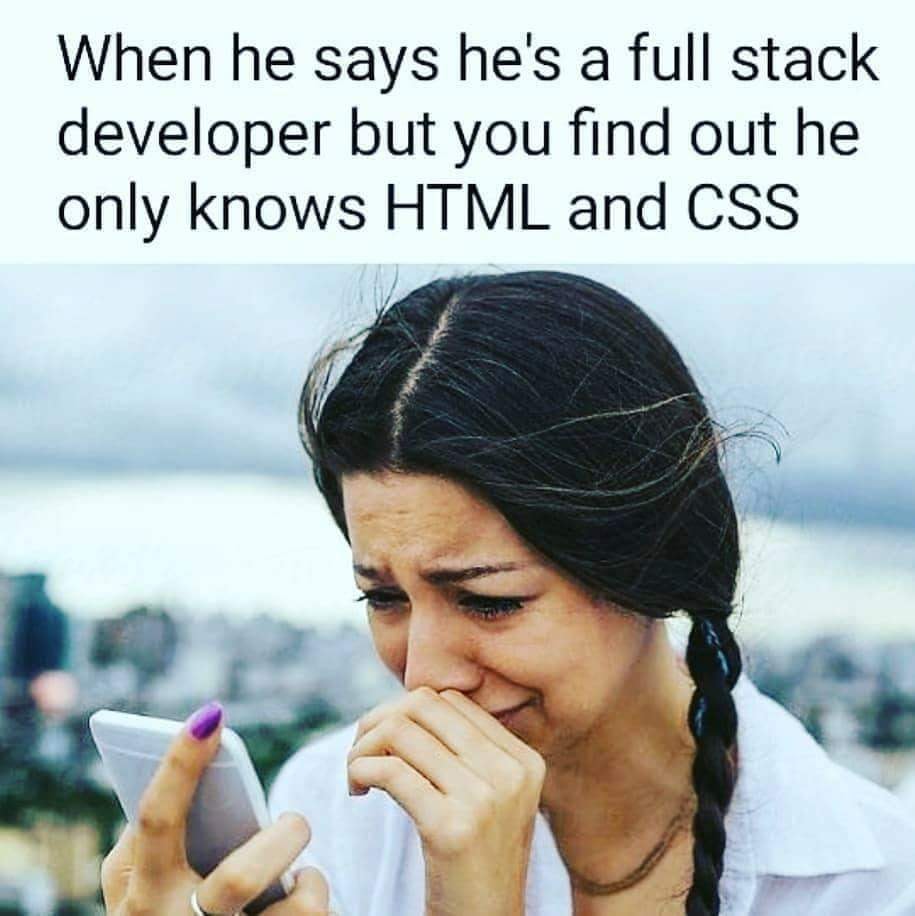 When he says he's a full stack
developer but you find out he
only knows HTML and CSS